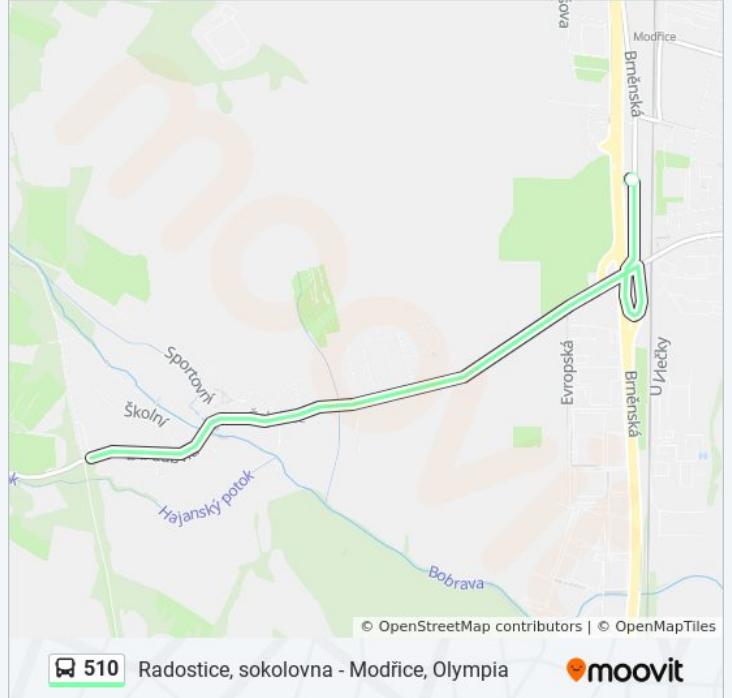 Modřice
Brněnská
Sportovní
Školní
Evropská
U Vlečky
Brněnská
Hajanský potok
Bobrava
© OpenStreetMap contributors | © OpenMapTiles
510 Radostice, sokolovna - Modřice, Olympia moovit
moovit